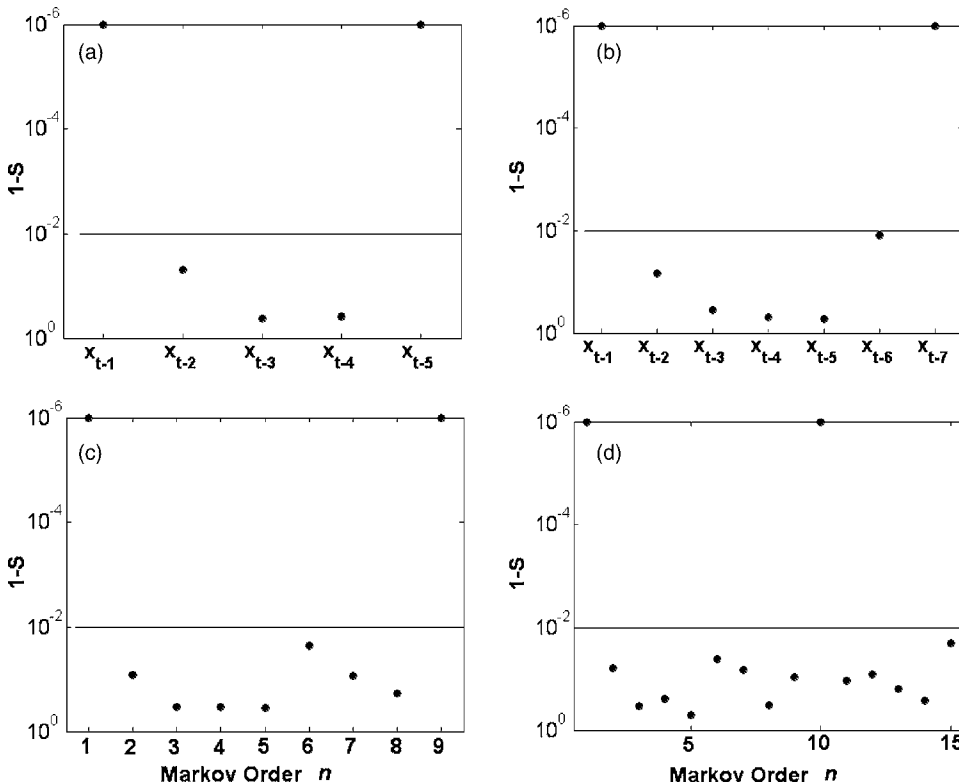 (a)
1-S
10^-6
10^-4
10^-2
10^0
x_t-1 x_t-2 x_t-3 x_t-4 x_t-5
(b)
1-S
10^-6
10^-4
10^-2
10^0
x_t-1 x_t-2 x_t-3 x_t-4 x_t-5 x_t-6 x_t-7
(c)
1-S
10^-6
10^-4
10^-2
10^0
1 2 3 4 5 6 7 8 9
Markov Order n
(d)
1-S
10^-6
10^-4
10^-2
10^0
5 10 15
Markov Order n